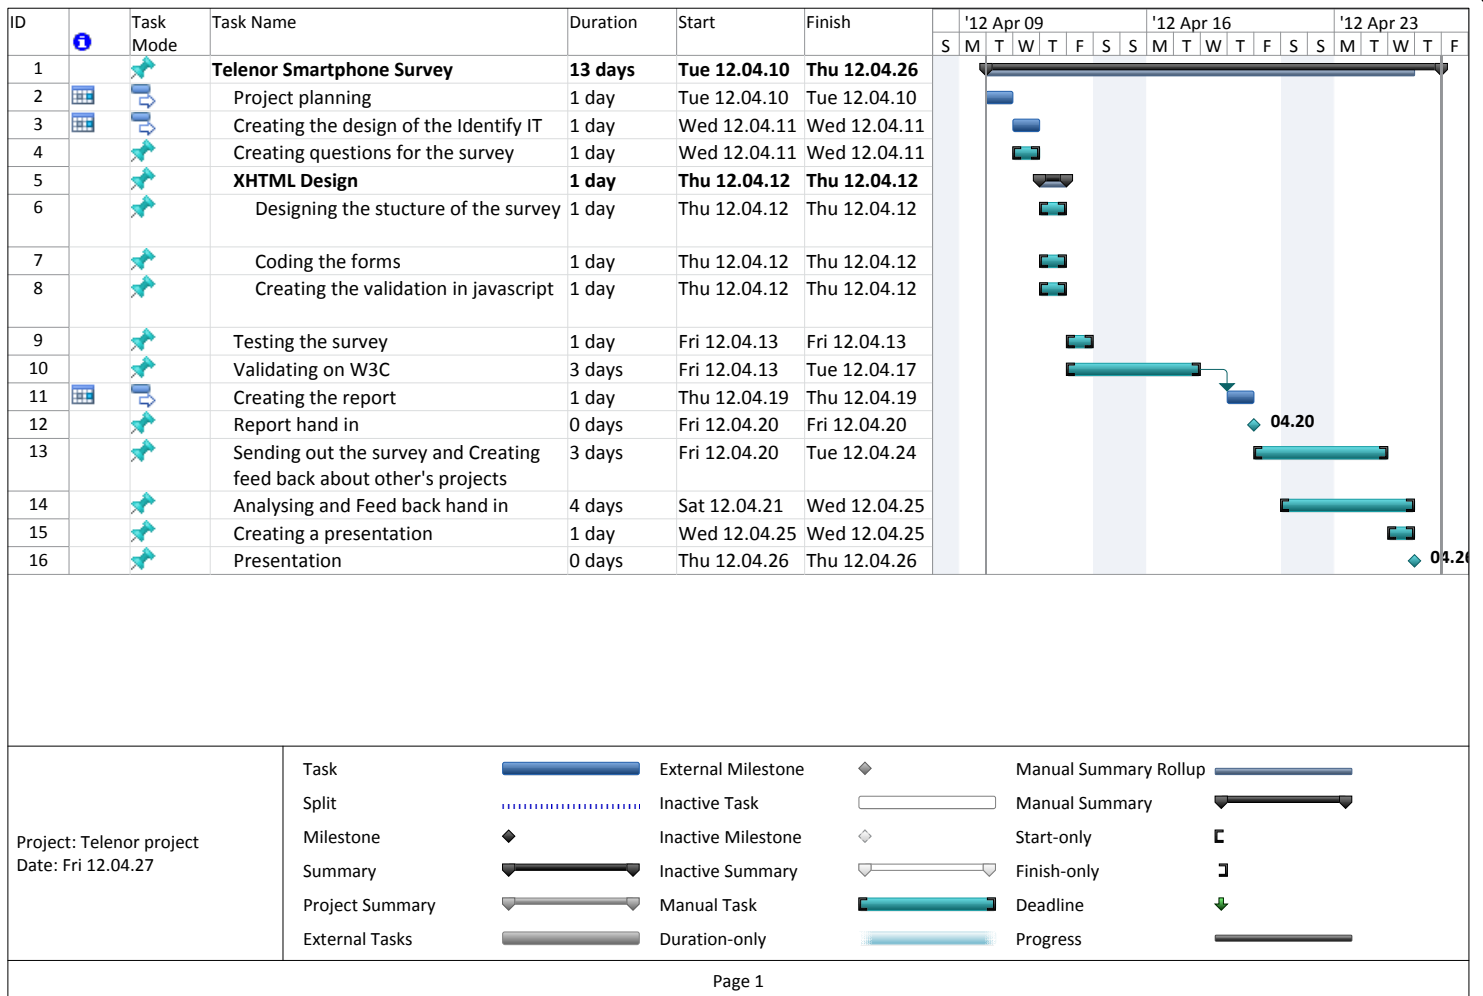 ID Task Mode Task Name Duration Start Finish '12 Apr 09 '12 Apr 16 '12 Apr 23
S M T W T F S S M T W T F S S M T W T F
1 Telenor Smartphone Survey 13 days Tue 12.04.10 Thu 12.04.26
2 Project planning 1 day Tue 12.04.10 Tue 12.04.10
3 Creating the design of the Identify IT 1 day Wed 12.04.11 Wed 12.04.11
4 Creating questions for the survey 1 day Wed 12.04.11 Wed 12.04.11
5 XHTML Design 1 day Thu 12.04.12 Thu 12.04.12
6 Designing the stucture of the survey 1 day Thu 12.04.12 Thu 12.04.12
7 Coding the forms 1 day Thu 12.04.12 Thu 12.04.12
8 Creating the validation in javascript 1 day Thu 12.04.12 Thu 12.04.12
9 Testing the survey 1 day Fri 12.04.13 Fri 12.04.13
10 Validating on W3C 3 days Fri 12.04.13 Tue 12.04.17
11 Creating the report 1 day Thu 12.04.19 Thu 12.04.19
12 Report hand in 0 days Fri 12.04.20 Fri 12.04.20 04.20
13 Sending out the survey and Creating 3 days Fri 12.04.20 Tue 12.04.24
feed back about other's projects
14 Analysing and Feed back hand in 4 days Sat 12.04.21 Wed 12.04.25
15 Creating a presentation 1 day Wed 12.04.25 Wed 12.04.25
16 Presentation 0 days Thu 12.04.26 Thu 12.04.26 04.26
Project: Telenor project
Date: Fri 12.04.27
Task External Milestone Manual Summary Rollup
Split Inactive Task Manual Summary
Milestone Inactive Milestone Start-only
Summary Inactive Summary Finish-only
Project Summary Manual Task Deadline
External Tasks Duration-only Progress
Page 1